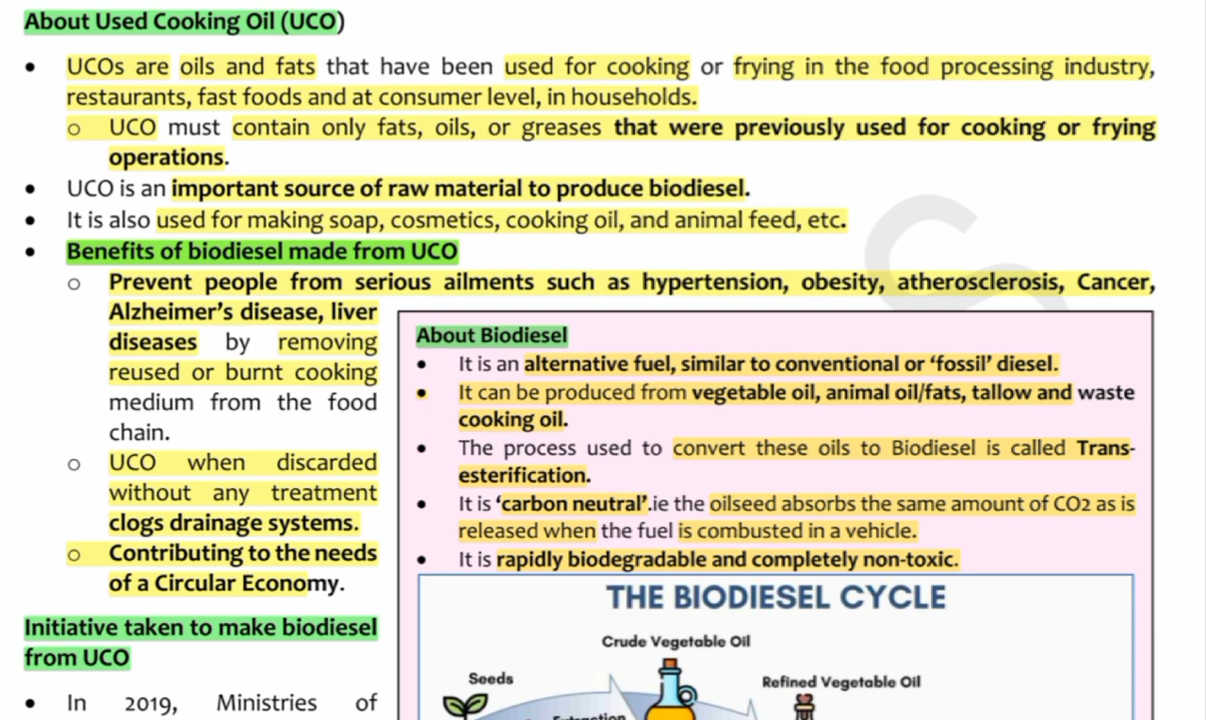 About Used Cooking Oil (UCO)
• UCOs are oils and fats that have been used for cooking or frying in the food processing industry,
restaurants, fast foods and at consumer level, in households.
o UCO must contain only fats, oils, or greases that were previously used for cooking or frying
operations.
• UCO is an important source of raw material to produce biodiesel.
• It is also used for making soap, cosmetics, cooking oil, and animal feed, etc.
• Benefits of biodiesel made from UCO
o Prevent people from serious ailments such as hypertension, obesity, atherosclerosis, Cancer,
Alzheimer's disease, liver
diseases by removing
reused or burnt cooking
medium from the food
chain.
o UCO when discarded
without any treatment
clogs drainage systems.
o Contributing to the needs
of a Circular Economy.
Initiative taken to make biodiesel
from UCO
• In 2019, Ministries of
About Biodiesel
• It is an alternative fuel, similar to conventional or 'fossil' diesel.
• It can be produced from vegetable oil, animal oil/fats, tallow and waste
cooking oil.
• The process used to convert these oils to Biodiesel is called Trans-
esterification.
• It is 'carbon neutral'.ie the oilseed absorbs the same amount of CO2 as is
released when the fuel is combusted in a vehicle.
• It is rapidly biodegradable and completely non-toxic.
THE BIODIESEL CYCLE
Crude Vegetable Oil
Seeds
Refined Vegetable Oil
Extraction